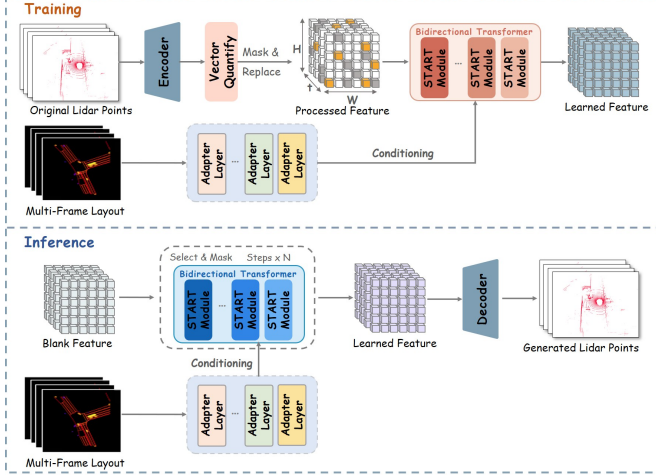 Training
Original Lidar Points
Encoder
Vector
Quantify
Mask &
Replace
H
t
W
Processed Feature
Bidirectional Transformer
START
Module
...
START
Module
START
Module
Learned Feature
Multi-Frame Layout
Adapter
Layer
...
Adapter
Layer
Adapter
Layer
Conditioning
Inference
Blank Feature
Select & Mask Steps x N
Bidirectional Transformer
START
Module
...
START
Module
START
Module
Learned Feature
Decoder
Generated Lidar Points
Conditioning
Multi-Frame Layout
Adapter
Layer
...
Adapter
Layer
Adapter
Layer